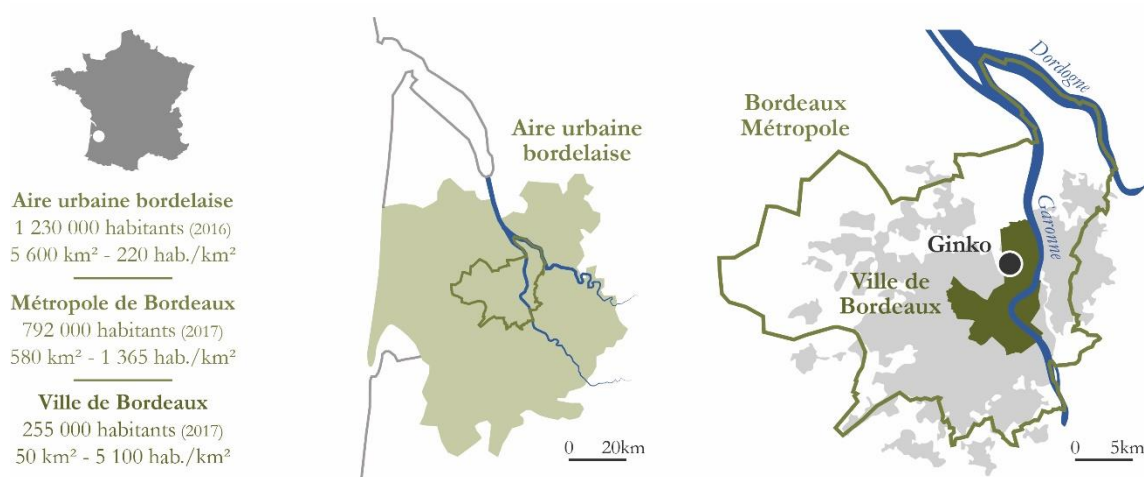 Aire urbaine bordelaise
1 230 000 habitants (2016)
5 600 km² - 220 hab./km²
Métropole de Bordeaux
792 000 habitants (2017)
580 km² - 1 365 hab./km²
Ville de Bordeaux
255 000 habitants (2017)
50 km² - 5 100 hab./km²
Aire urbaine
bordelaise
0 20km
Bordeaux
Métropole
Dordogne
Garonne
Ginko
Ville de
Bordeaux
0 5km